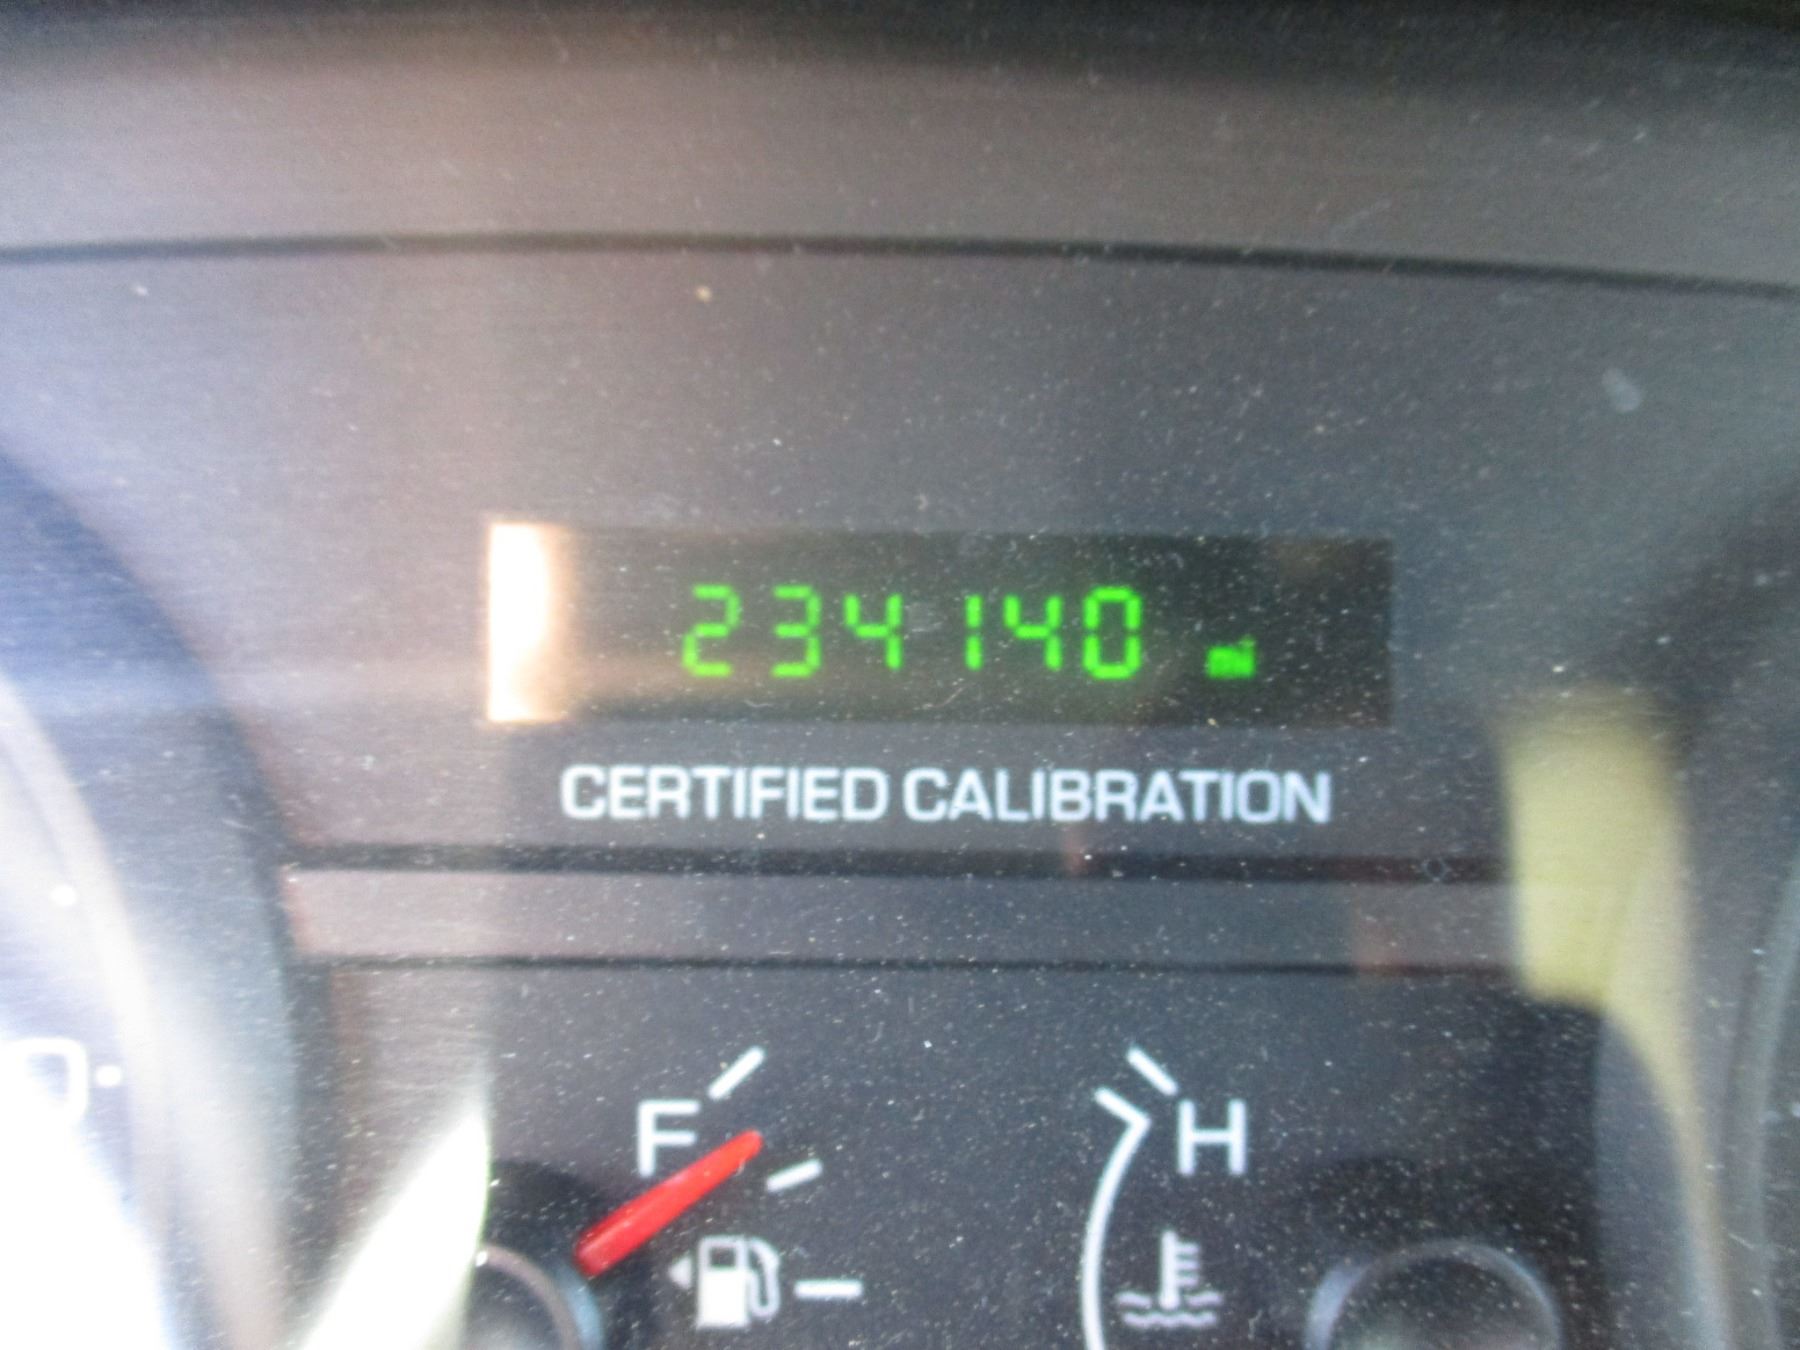 234140 mi
CERTIFIED CALIBRATION
F H